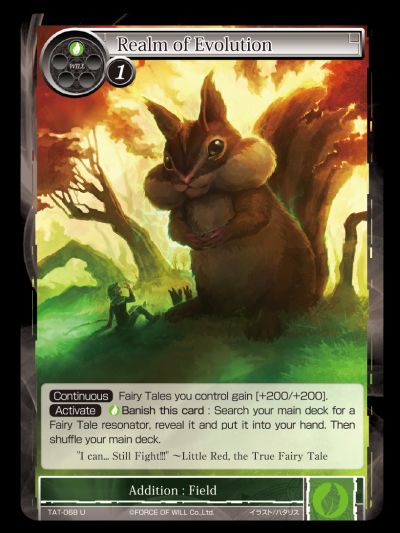 Realm of Evolution
WILL
1
Continuous Fairy Tales you control gain [+200/+200].
Activate Banish this card : Search your main deck for a
Fairy Tale resonator, reveal it and put it into your hand. Then
shuffle your main deck.
"I can... Still Fight!!!" ~Little Red, the True Fairy Tale
Addition : Field
TAT-068 U ©FORCE OF WILL Co.,Ltd. イラスト/ハタリス